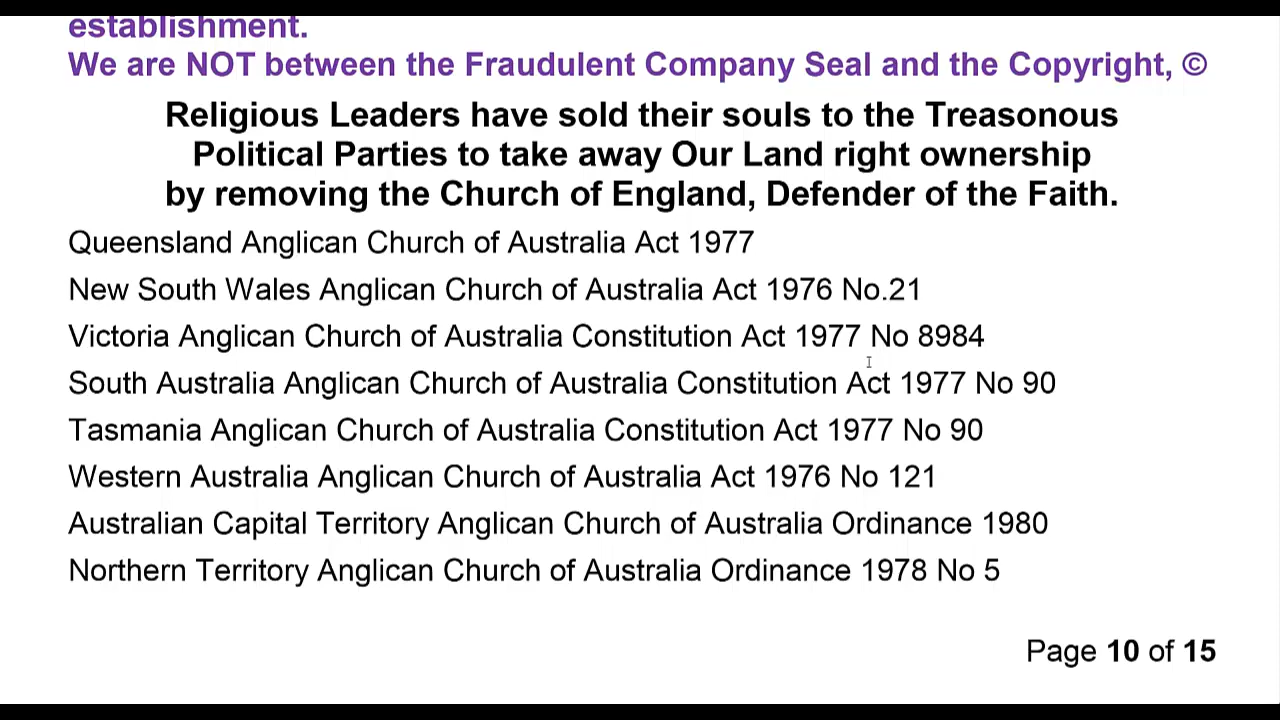 establishment.
We are NOT between the Fraudulent Company Seal and the Copyright, ©
Religious Leaders have sold their souls to the Treasonous
Political Parties to take away Our Land right ownership
by removing the Church of England, Defender of the Faith.
Queensland Anglican Church of Australia Act 1977
New South Wales Anglican Church of Australia Act 1976 No.21
Victoria Anglican Church of Australia Constitution Act 1977 No 8984
South Australia Anglican Church of Australia Constitution Act 1977 No 90
Tasmania Anglican Church of Australia Constitution Act 1977 No 90
Western Australia Anglican Church of Australia Act 1976 No 121
Australian Capital Territory Anglican Church of Australia Ordinance 1980
Northern Territory Anglican Church of Australia Ordinance 1978 No 5
Page 10 of 15